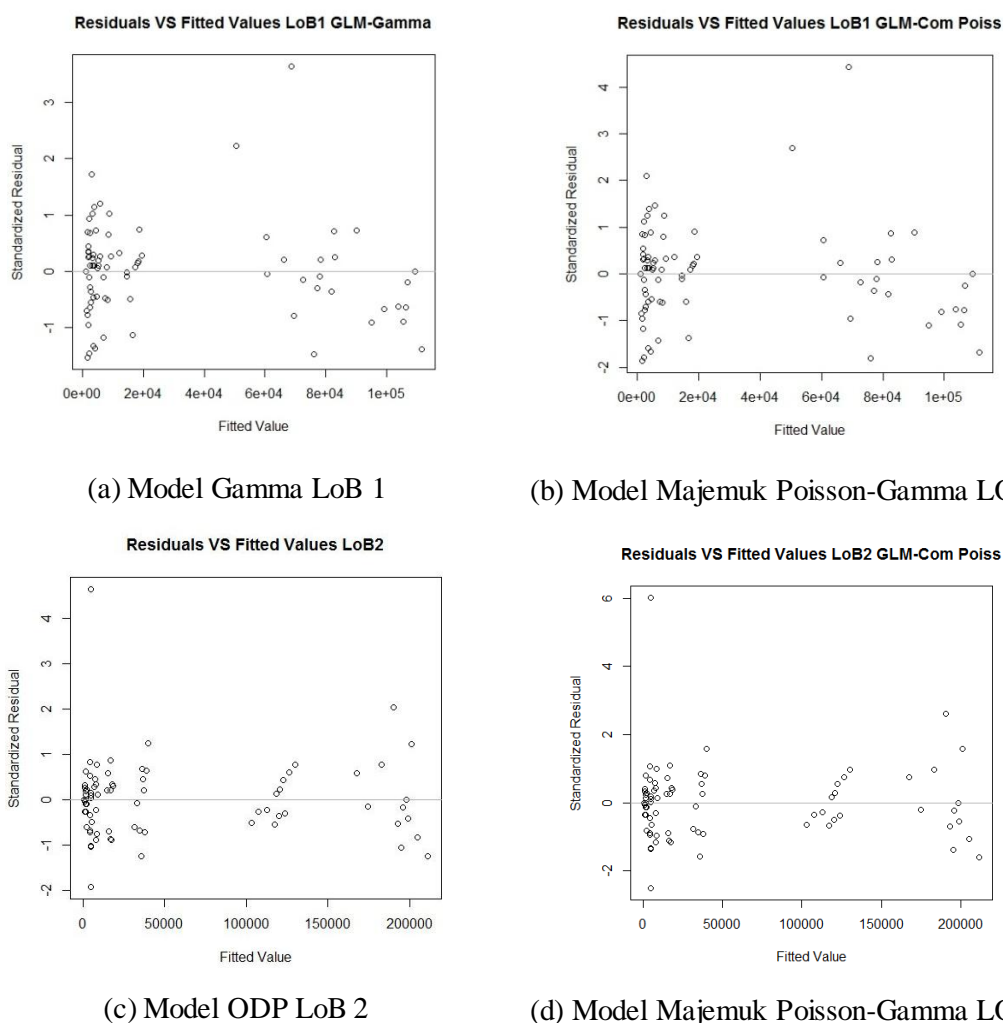 Residuals VS Fitted Values LoB1 GLM-Gamma
Standardized Residual
3
2
1
0
-1
0e+00 2e+04 4e+04 6e+04 8e+04 1e+05
Fitted Value
(a) Model Gamma LoB 1
Residuals VS Fitted Values LoB1 GLM-Com Poiss
Standardized Residual
4
3
2
1
0
-1
-2
0e+00 2e+04 4e+04 6e+04 8e+04 1e+05
Fitted Value
(b) Model Majemuk Poisson-Gamma
Residuals VS Fitted Values LoB2
Standardized Residual
4
3
2
1
0
-1
-2
0 50000 100000 150000 200000
Fitted Value
(c) Model ODP LoB 2
Residuals VS Fitted Values LoB2 GLM-Com Poiss
Standardized Residual
6
4
2
0
-2
0 50000 100000 150000 200000
Fitted Value
(d) Model Majemuk Poisson-Gamma